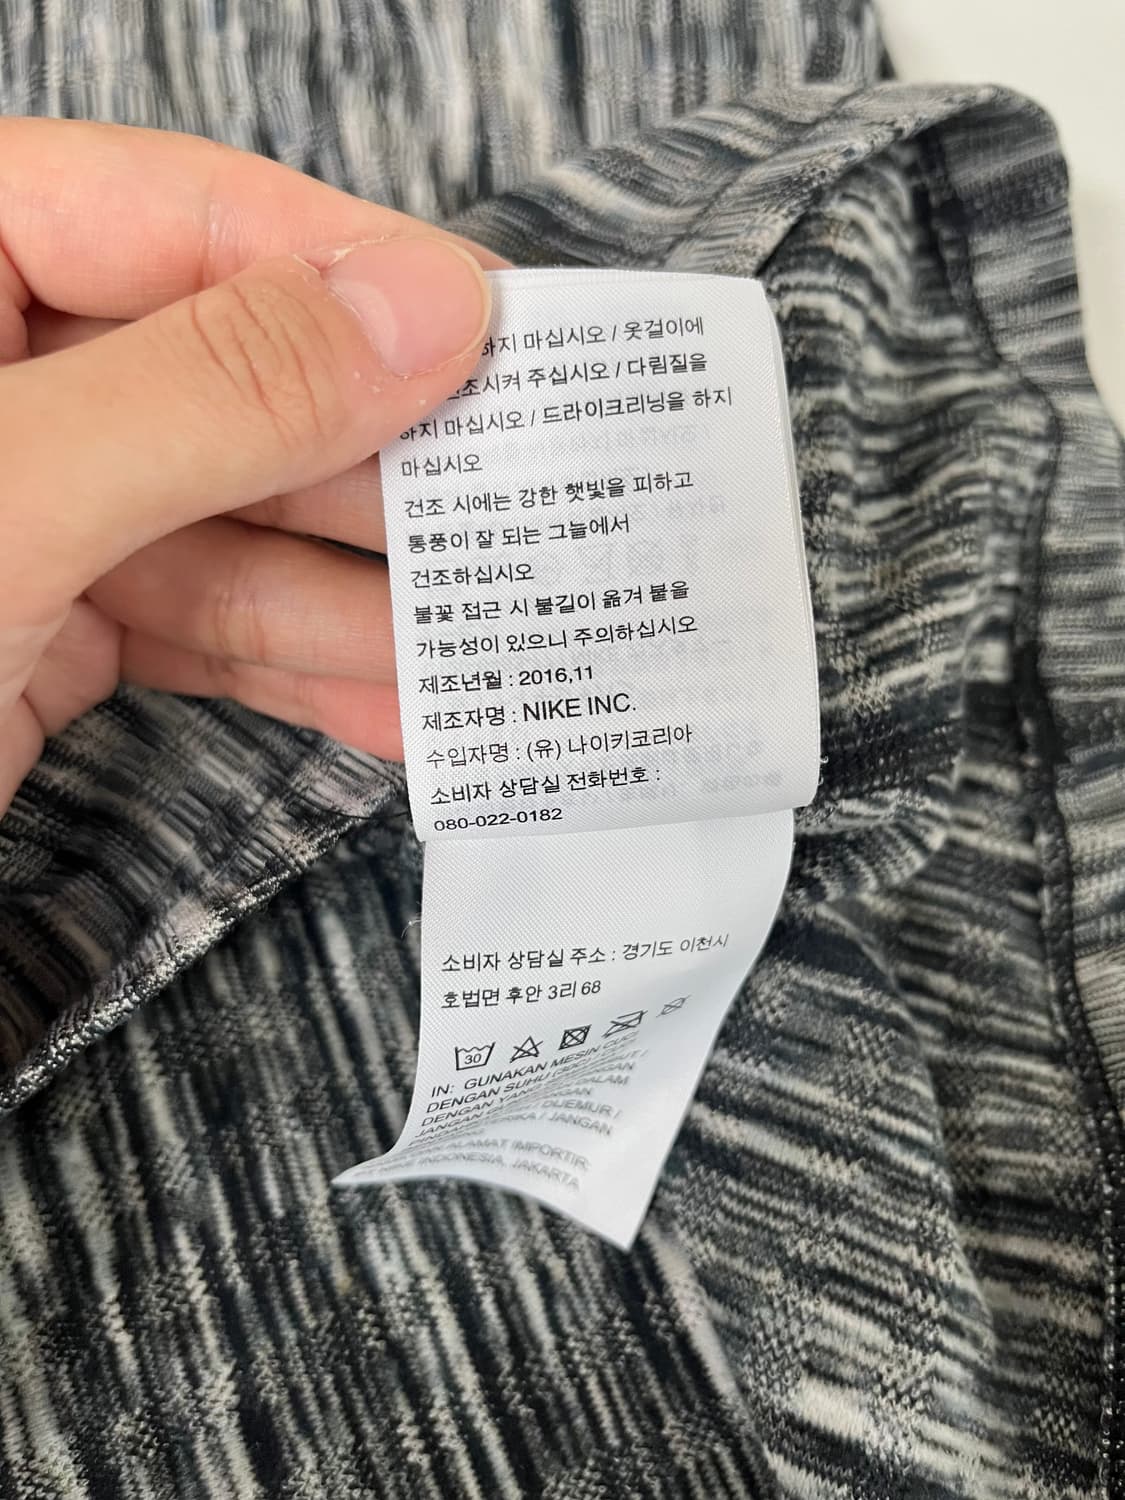 하지 마십시오 / 옷걸이에
건조시켜 주십시오 / 다림질을
하지 마십시오 / 드라이크리닝을 하지
마십시오
건조 시에는 강한 햇빛을 피하고
통풍이 잘 되는 그늘에서
건조하십시오
불꽃 접근 시 불길이 옮겨 붙을
가능성이 있으니 주의하십시오
제조년월 : 2016,11
제조자명 : NIKE INC.
수입자명 : (유) 나이키코리아
소비자 상담실 전화번호 :
080-022-0182
소비자 상담실 주소 : 경기도 이천시
호법면 후안 3리 68
30
IN: GUNAKAN MESIN CUCI
DENGAN SUHU (30C)
DENGAN YANG
JANGAN
DIJEMUR /
JANGAN
ALAMAT IMPORTIR:
NIKE INDONESIA, JAKARTA